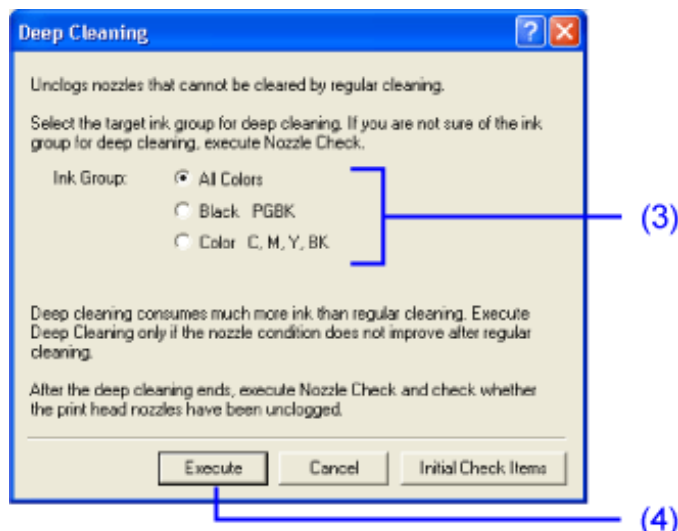 Deep Cleaning
Unclogs nozzles that cannot be cleared by regular cleaning.
Select the target ink group for deep cleaning. If you are not sure of the ink
group for deep cleaning, execute Nozzle Check.
Ink Group:
All Colors
Black PGBK
Color C, M, Y, BK
(3)
Deep cleaning consumes much more ink than regular cleaning. Execute
Deep Cleaning only if the nozzle condition does not improve after regular
cleaning.
After the deep cleaning ends, execute Nozzle Check and check whether
the print head nozzles have been unclogged.
Execute Cancel Initial Check Items
(4)